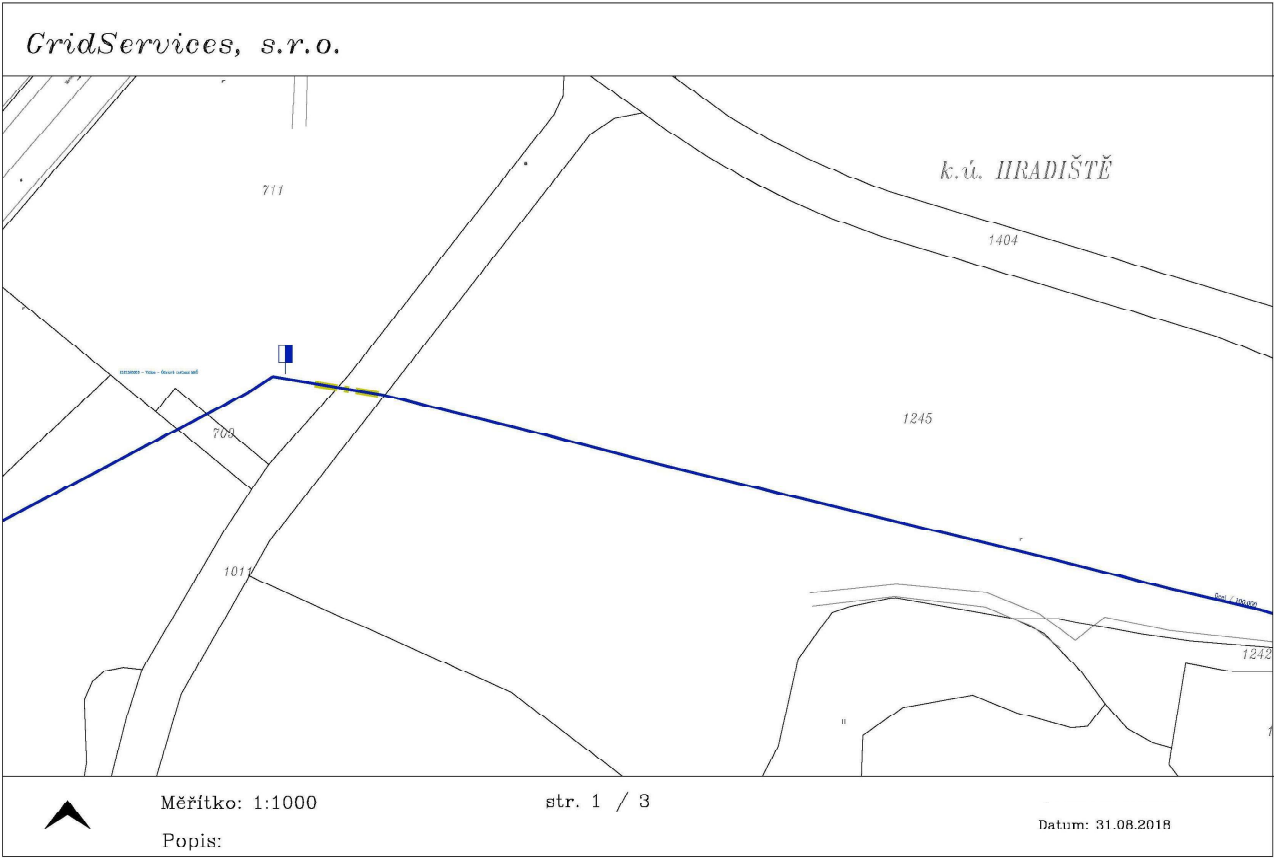 GridServices, s.r.o.
k.ú. HRADIŠTĚ
711
1404
1245
709
1011
1242
Měřítko: 1:1000
str. 1 / 3
Datum: 31.08.2018
Popis: